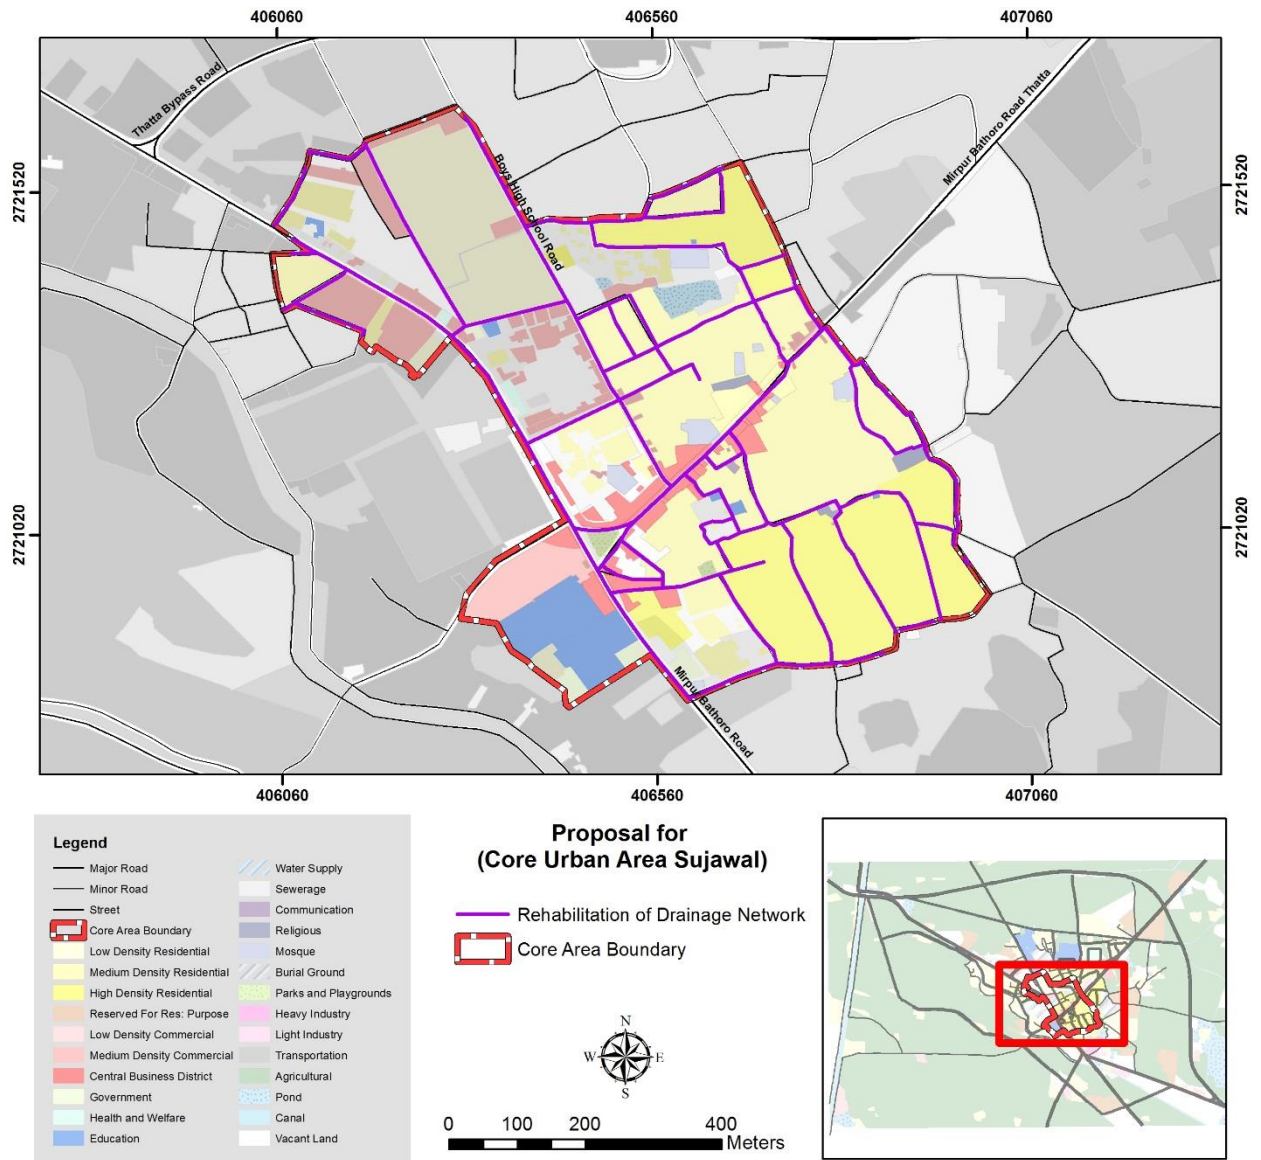 406060
406560
407060
2721520
2721520
2721020
2721020
Thatta Bypass Road
Boys High School Road
Mirpur Bathoro Road Thatta
Mirpur Bathoro Road
406060
406560
407060
Legend
Major Road
Minor Road
Street
Core Area Boundary
Low Density Residential
Medium Density Residential
High Density Residential
Reserved For Res: Purpose
Low Density Commercial
Medium Density Commercial
Central Business District
Government
Health and Welfare
Education
Water Supply
Sewerage
Communication
Religious
Mosque
Burial Ground
Parks and Playgrounds
Heavy Industry
Light Industry
Transportation
Agricultural
Pond
Canal
Vacant Land
Proposal for
(Core Urban Area Sujawal)
Rehabilitation of Drainage Network
Core Area Boundary
N
W E
S
0 100 200 400
Meters